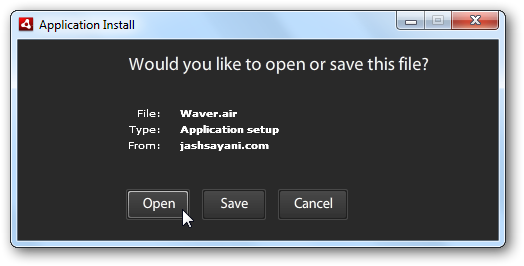 Application Install
Would you like to open or save this file?
File: Waver.air
Type: Application setup
From: jashsayani.com
Open Save Cancel